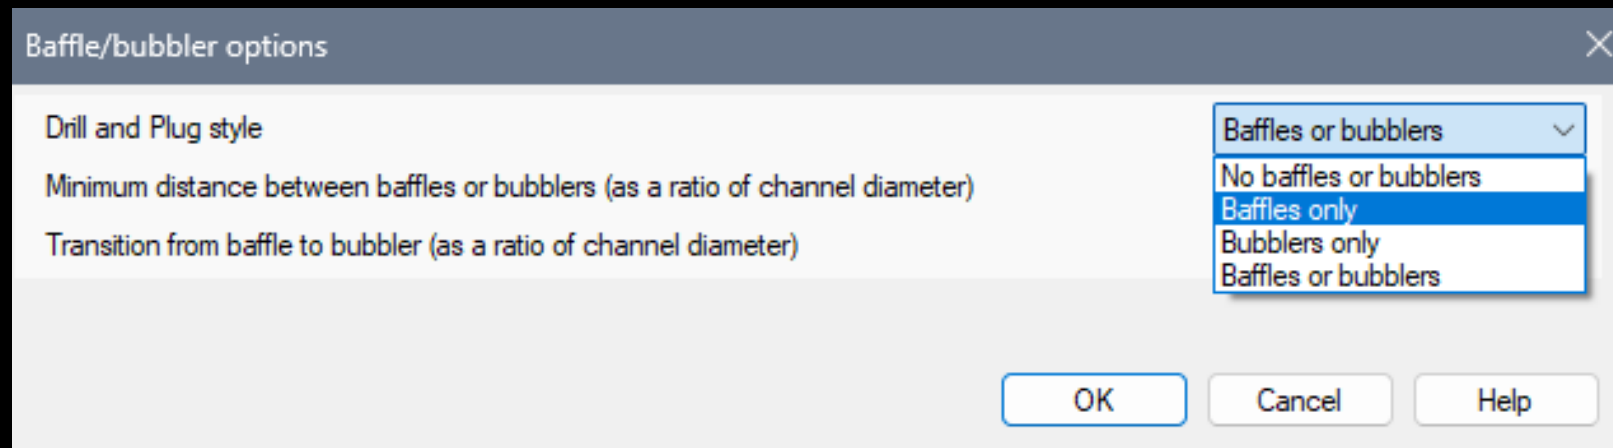 Baffle/bubbler options
Drill and Plug style
Baffles or bubblers
No baffles or bubblers
Minimum distance between baffles or bubblers (as a ratio of channel diameter)
Baffles only
Transition from baffle to bubbler (as a ratio of channel diameter)
Bubblers only
Baffles or bubblers
OK
Cancel
Help